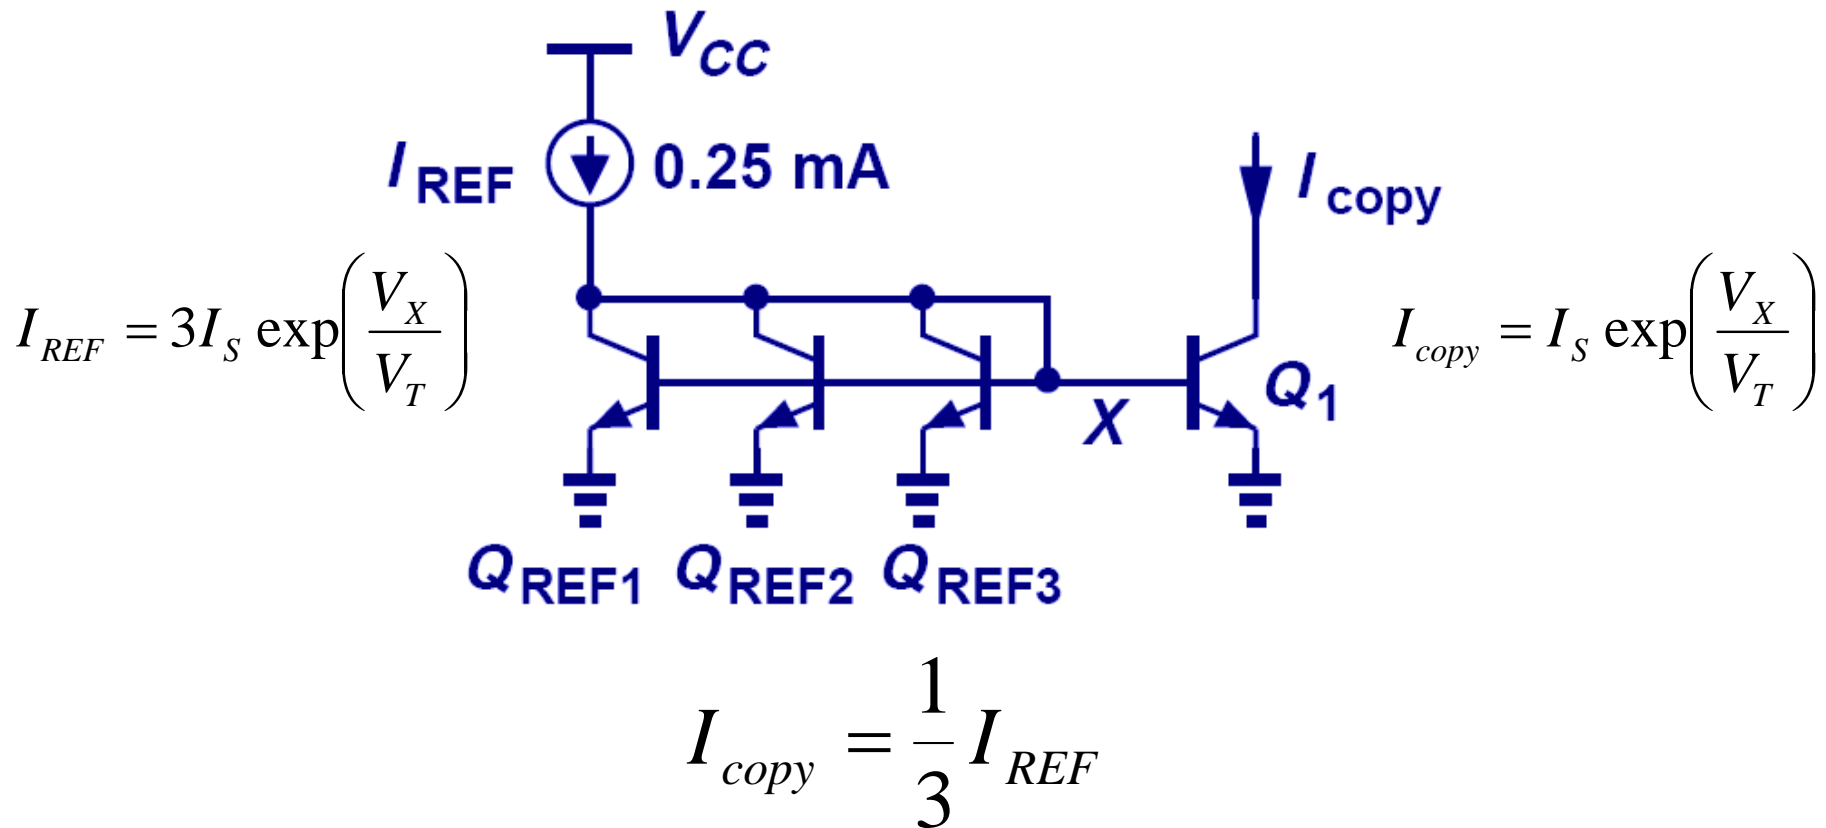 V_CC
I_REF 0.25 mA
I_copy
I_REF = 3I_S exp(V_X / V_T)
I_copy = I_S exp(V_X / V_T)
Q_1
X
Q_REF1 Q_REF2 Q_REF3
I_copy = 1/3 I_REF